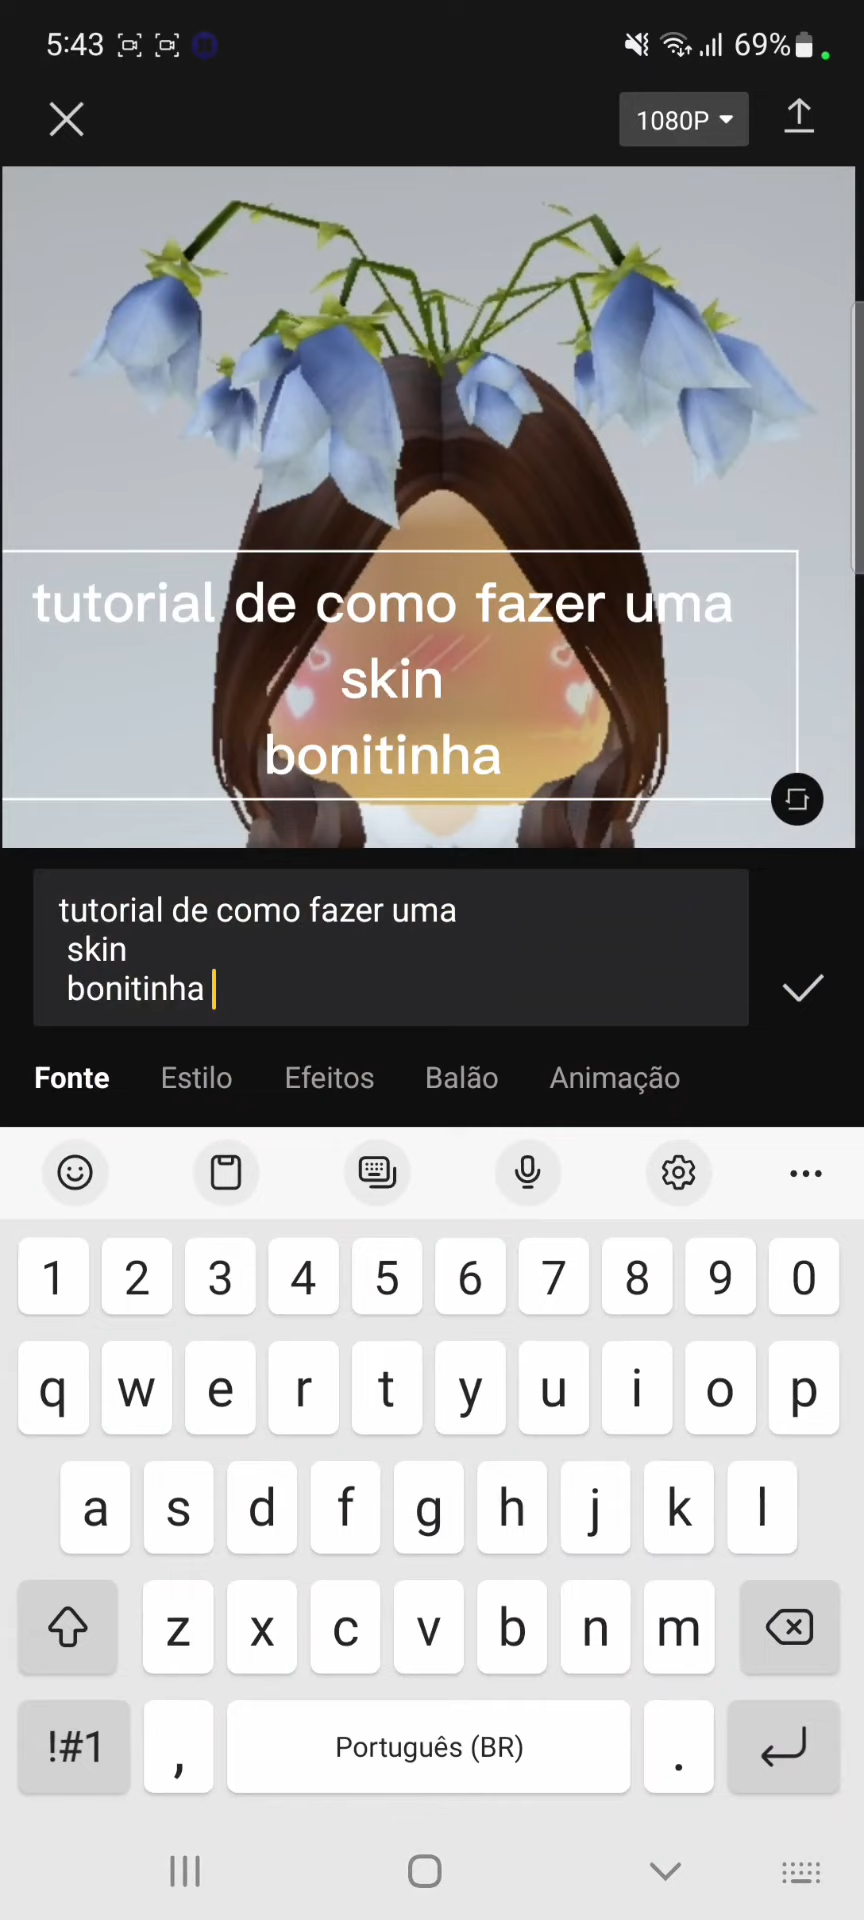 5:43
69%
1080P
tutorial de como fazer uma
skin
bonitinha
tutorial de como fazer uma
skin
bonitinha
Fonte Estilo Efeitos Balão Animação
1 2 3 4 5 6 7 8 9 0
q w e r t y u i o p
a s d f g h j k l
z x c v b n m
!#1 , Português (BR) .